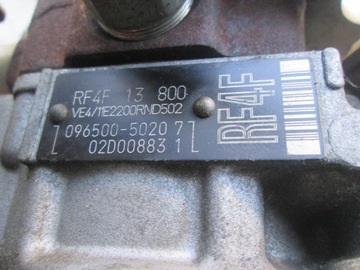 RF4F 13 800
VE4/11E2200RND502
096500-5020 7
02D00883 1
RF4F